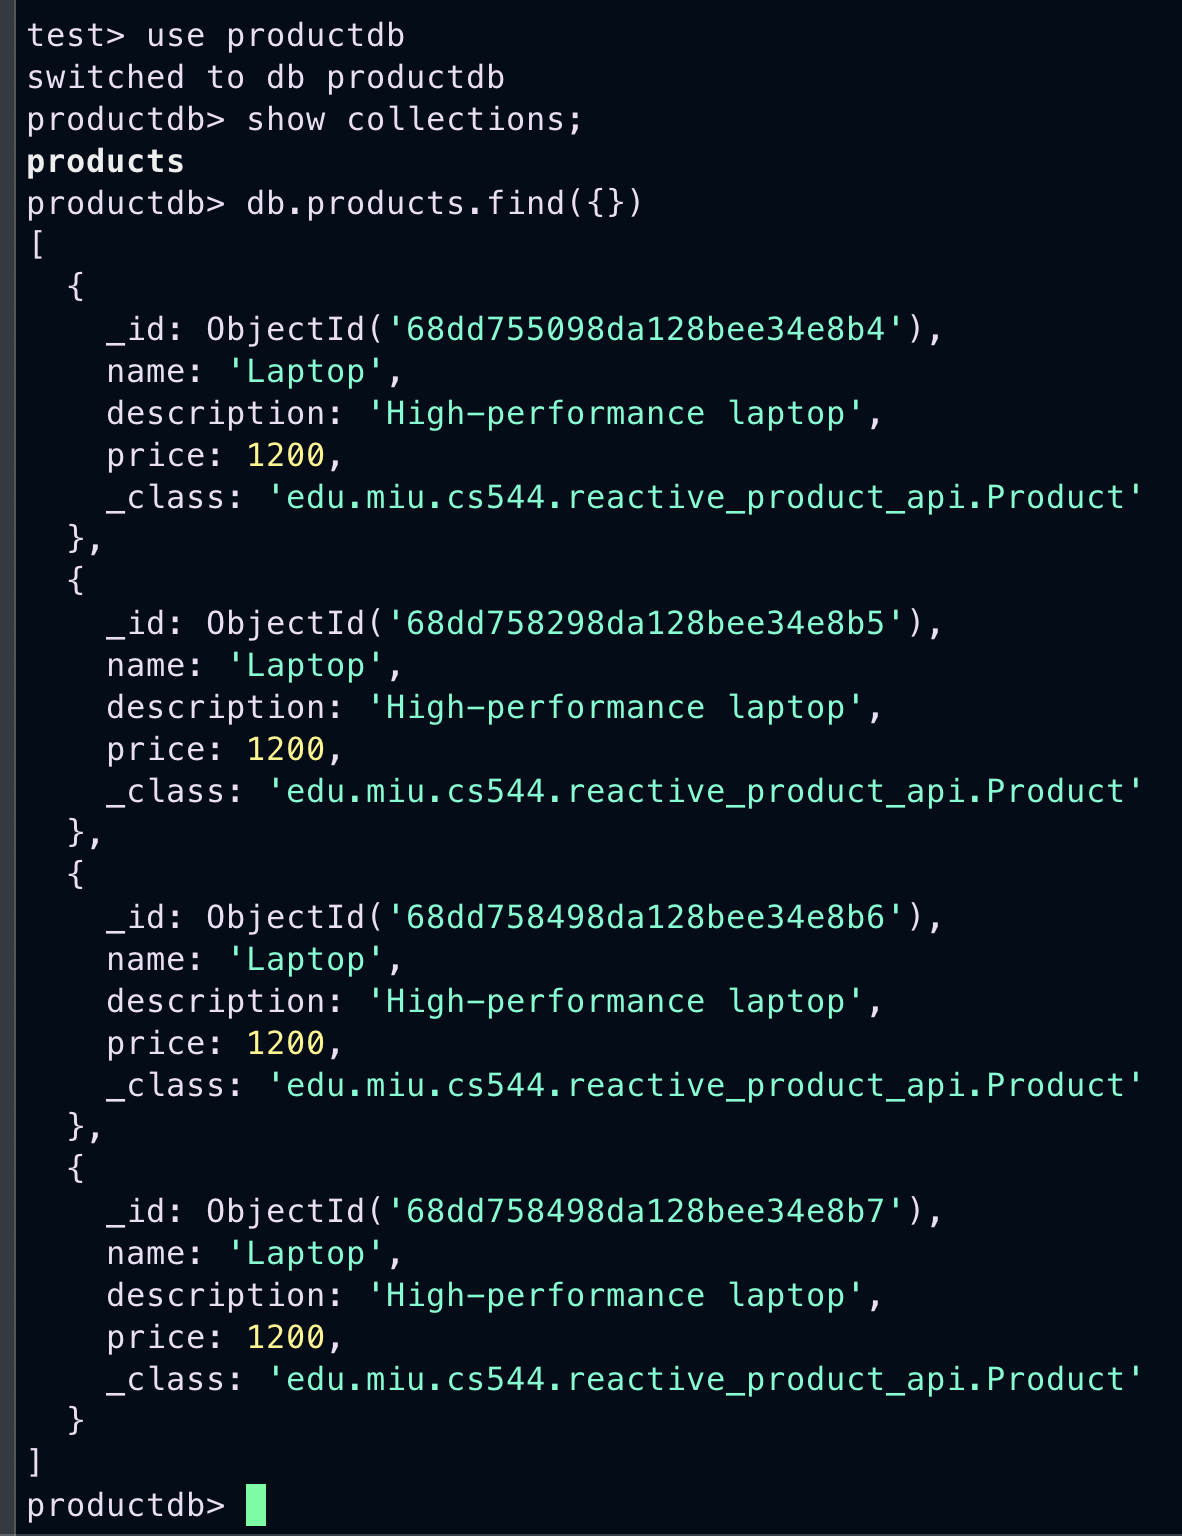 test> use productdb
switched to db productdb
productdb> show collections;
products
productdb> db.products.find({})
[
  {
    _id: ObjectId('68dd755098da128bee34e8b4'),
    name: 'Laptop',
    description: 'High-performance laptop',
    price: 1200,
    _class: 'edu.miu.cs544.reactive_product_api.Product'
  },
  {
    _id: ObjectId('68dd758298da128bee34e8b5'),
    name: 'Laptop',
    description: 'High-performance laptop',
    price: 1200,
    _class: 'edu.miu.cs544.reactive_product_api.Product'
  },
  {
    _id: ObjectId('68dd758498da128bee34e8b6'),
    name: 'Laptop',
    description: 'High-performance laptop',
    price: 1200,
    _class: 'edu.miu.cs544.reactive_product_api.Product'
  },
  {
    _id: ObjectId('68dd758498da128bee34e8b7'),
    name: 'Laptop',
    description: 'High-performance laptop',
    price: 1200,
    _class: 'edu.miu.cs544.reactive_product_api.Product'
  }
]
productdb>